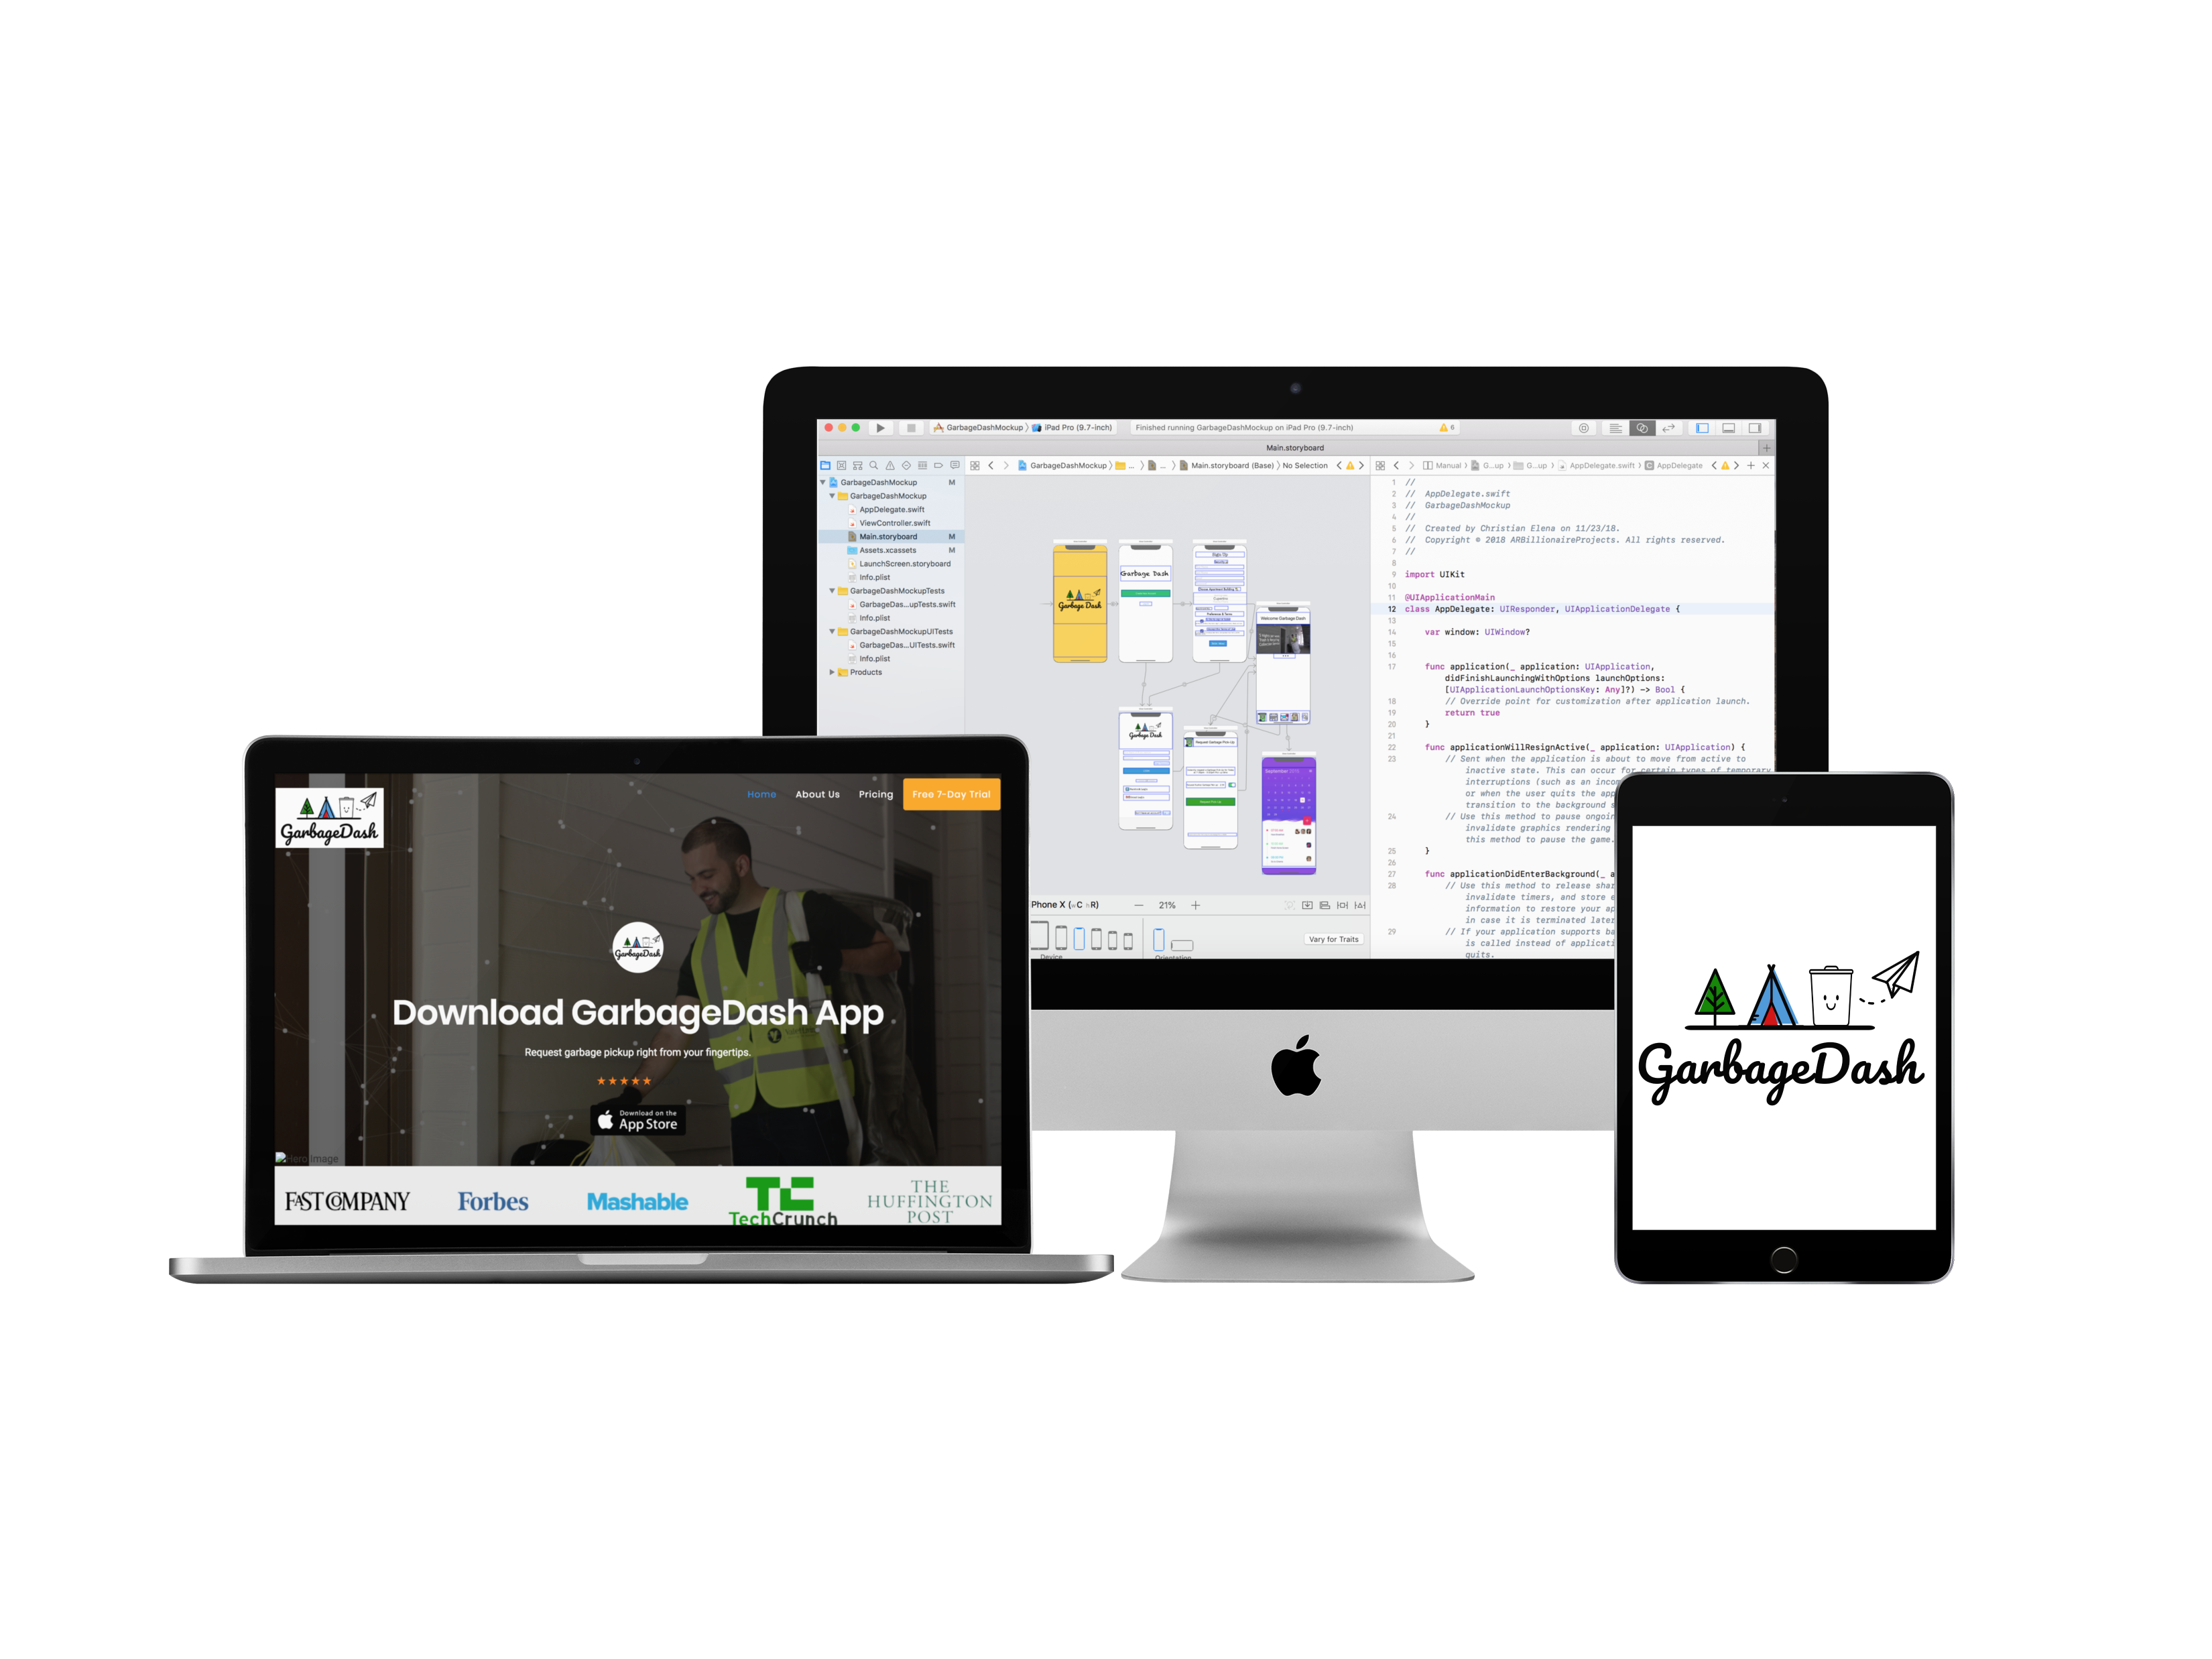 GarbageDashMockup
iPad Pro (9.7-inch)
Finished running GarbageDashMockup on iPad Pro (9.7-inch)
6
Main.storyboard
GarbageDashMockup
...
...
Main.storyboard (Base)
No Selection
Manual
G...up
G...up
AppDelegate.swift
AppDelegate
GarbageDashMockup M
GarbageDashMockup
AppDelegate.swift
ViewController.swift
Main.storyboard M
Assets.xcassets M
LaunchScreen.storyboard
Info.plist
GarbageDashMockupTests
GarbageDas...upTests.swift
Info.plist
GarbageDashMockupUITests
GarbageDas...UITests.swift
Info.plist
Products
Garbage Dash
Garbage Dash
Sign Up
Welcome Garbage Dash
Garbage Dash
Request Garbage Pick-Up
September
Phone X (wC hR)
21%
Device
Orientation
Vary for Traits
1 //
2 // AppDelegate.swift
3 // GarbageDashMockup
4 //
5 // Created by Christian Elena on 11/23/18.
6 // Copyright © 2018 ARBillionaireProjects. All rights reserved.
7 //
8
9 import UIKit
10
11 @UIApplicationMain
12 class AppDelegate: UIResponder, UIApplicationDelegate {
13
14 var window: UIWindow?
15
16
17 func application(_ application: UIApplication,
didFinishLaunchingWithOptions launchOptions:
[UIApplicationLaunchOptionsKey: Any]?) -> Bool {
18 // Override point for customization after application launch.
19 return true
20 }
21
22 func applicationWillResignActive(_ application: UIApplication) {
23 // Sent when the application is about to move from active to
inactive state. This can occur for certain types of temporary
interruptions (such as an incom
or when the user quits the app
transition to the background s
24 // Use this method to pause ongoin
invalidate graphics rendering
this method to pause the game.
25 }
26
27 func applicationDidEnterBackground(_ a
28 // Use this method to release shar
invalidate timers, and store e
information to restore your ap
in case it is terminated later
29 // If your application supports ba
is called instead of applicati
quits.
GarbageDash
Home
About Us
Pricing
Free 7-Day Trial
GarbageDash
Download GarbageDash App
Request garbage pickup right from your fingertips.
Download on the
App Store
Hero Image
FAST COMPANY
Forbes
Mashable
TC
TechCrunch
THE
HUFFINGTON
POST
GarbageDash